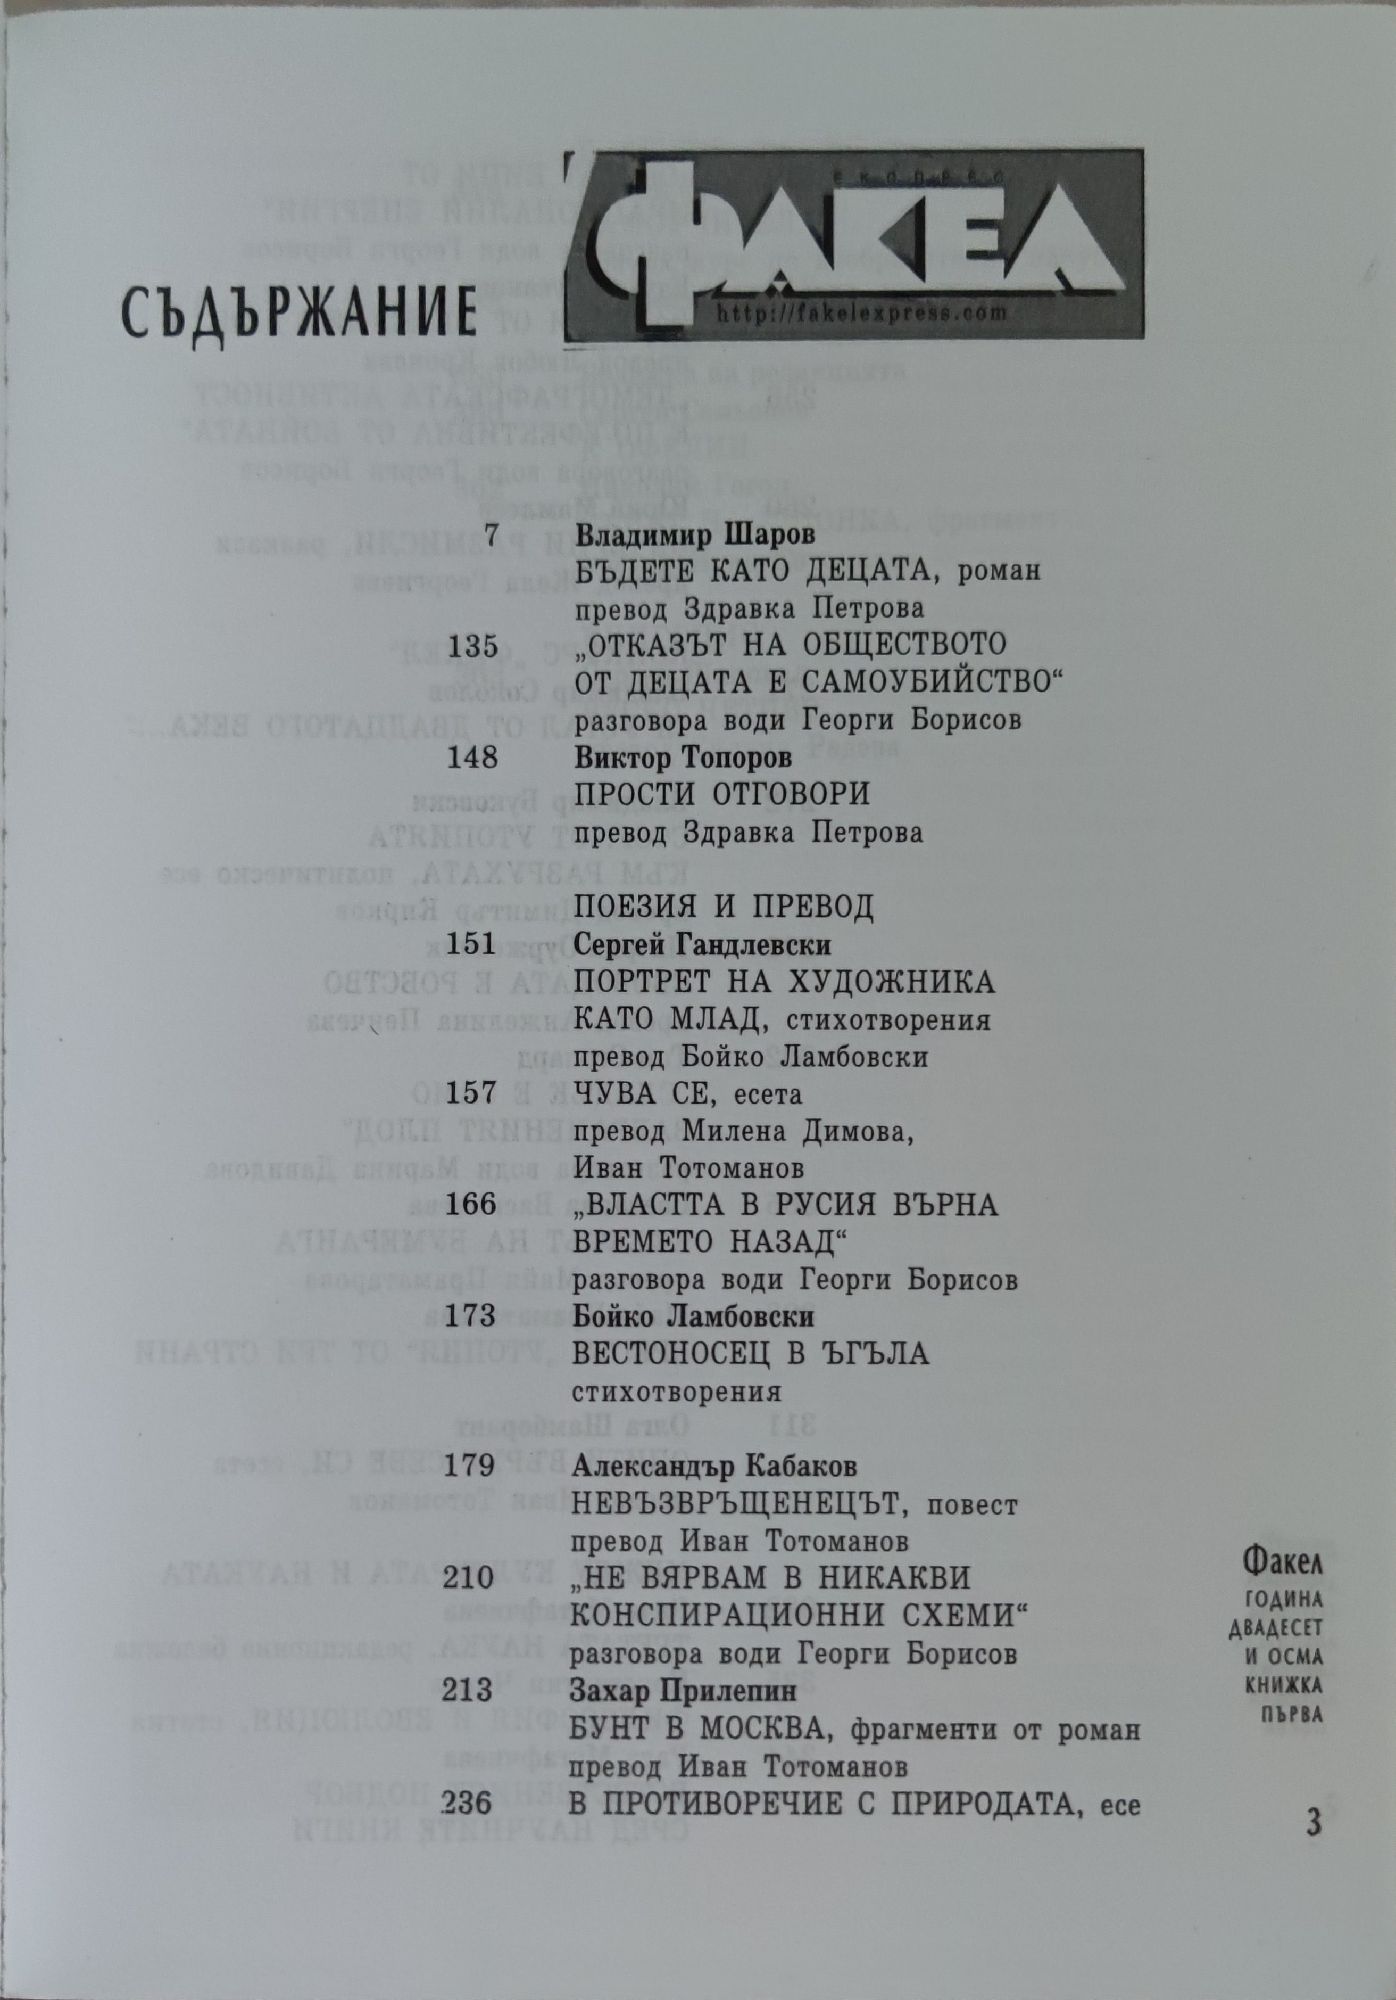 ФАКЕЛ
експрес
http://fakelexpress.com
СЪДЪРЖАНИЕ
7 Владимир Шаров
БЪДЕТЕ КАТО ДЕЦАТА, роман
превод Здравка Петрова
135 „ОТКАЗЪТ НА ОБЩЕСТВОТО
ОТ ДЕЦАТА Е САМОУБИЙСТВО“
разговора води Георги Борисов
148 Виктор Топоров
ПРОСТИ ОТГОВОРИ
превод Здравка Петрова
ПОЕЗИЯ И ПРЕВОД
151 Сергей Гандлевски
ПОРТРЕТ НА ХУДОЖНИКА
КАТО МЛАД, стихотворения
превод Бойко Ламбовски
157 ЧУВА СЕ, есета
превод Милена Димова,
Иван Тотоманов
166 „ВЛАСТТА В РУСИЯ ВЪРНА
ВРЕМЕТО НАЗАД“
разговора води Георги Борисов
173 Бойко Ламбовски
ВЕСТОНОСЕЦ В ЪГЪЛА
стихотворения
179 Александър Кабаков
НЕВЪЗВРЪЩЕНЕЦЪТ, повест
превод Иван Тотоманов
210 „НЕ ВЯРВАМ В НИКАКВИ
КОНСПИРАЦИОННИ СХЕМИ“
разговора води Георги Борисов
213 Захар Прилепин
БУНТ В МОСКВА, фрагменти от роман
превод Иван Тотоманов
236 В ПРОТИВОРЕЧИЕ С ПРИРОДАТА, есе
Факел
ГОДИНА
ДВАДЕСЕТ
И ОСМА
КНИЖКА
ПЪРВА
3